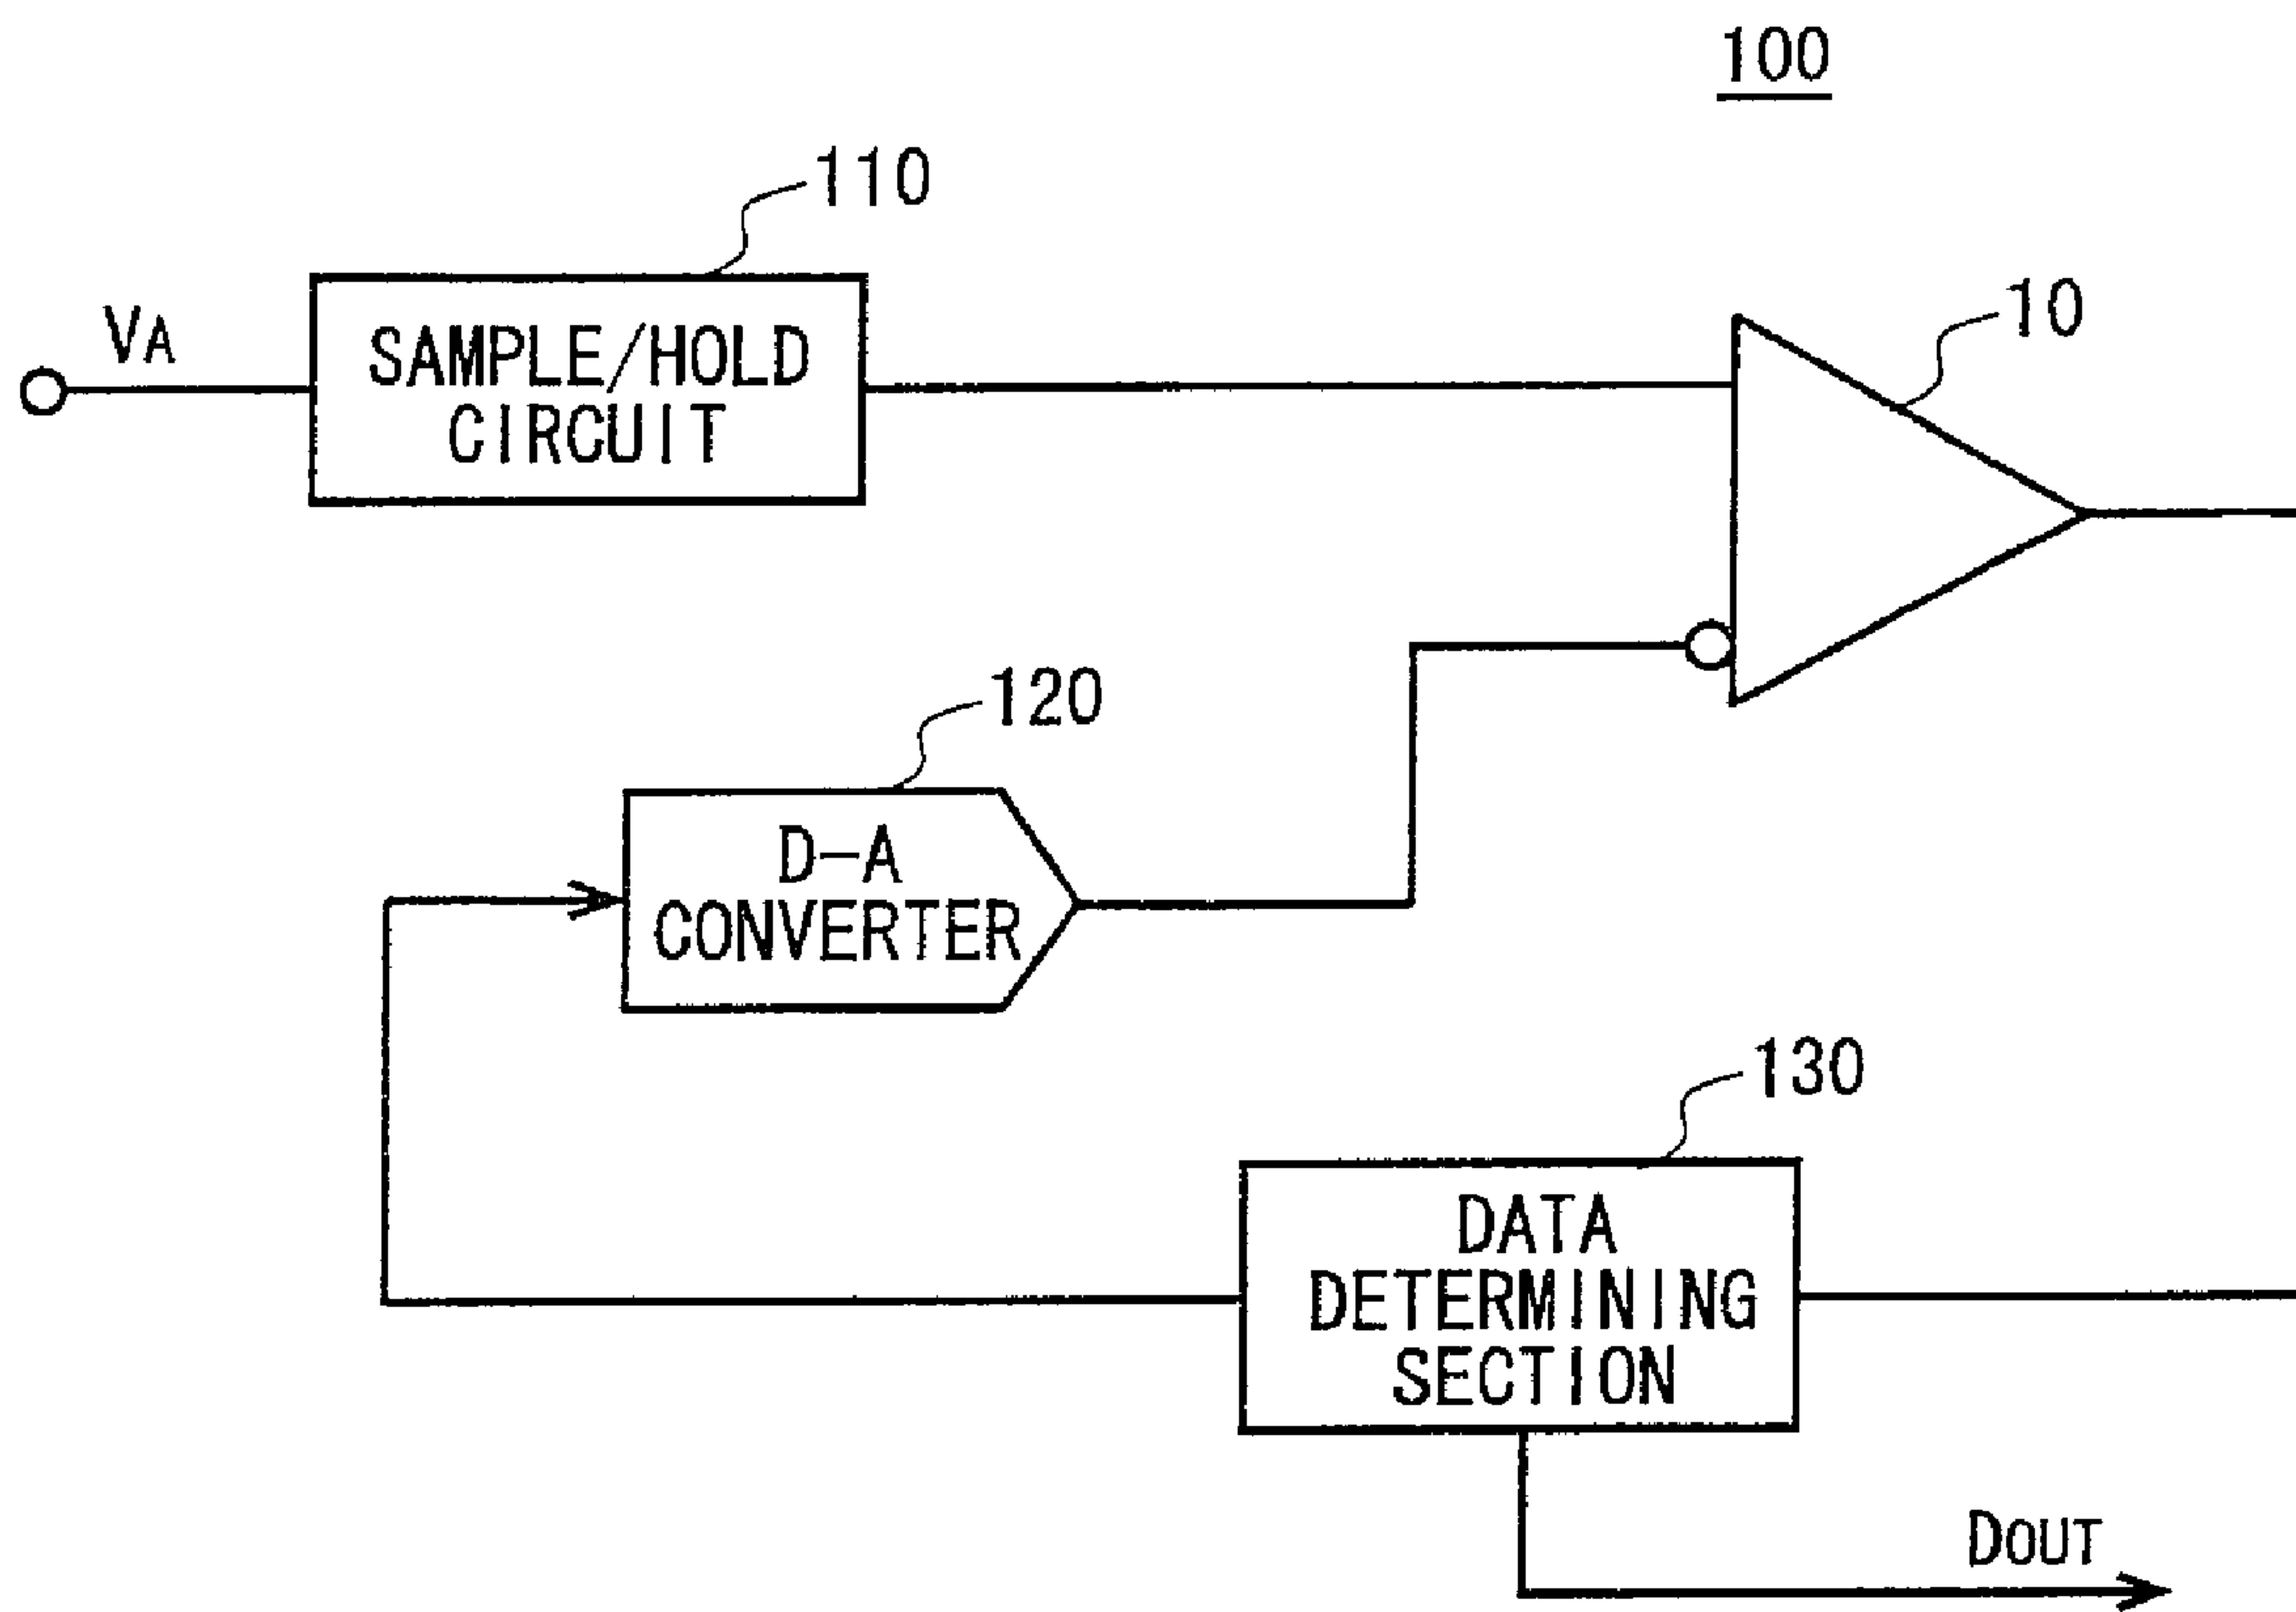 100
110
VA
SAMPLE/HOLD
CIRCUIT
10
120
D-A
CONVERTER
130
DATA
DETERMINING
SECTION
DOUT